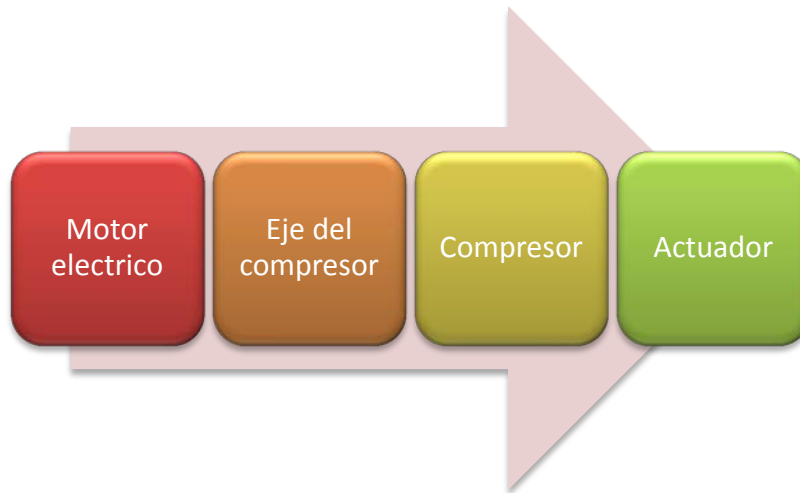 Motor
electrico
Eje del
compresor
Compresor
Actuador